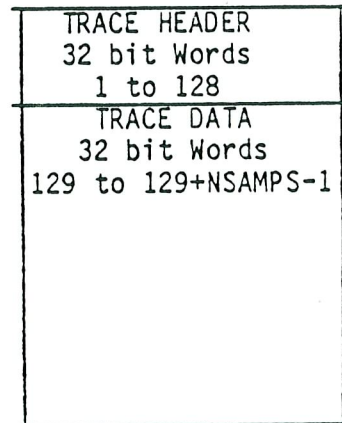 TRACE HEADER
32 bit Words
1 to 128
TRACE DATA
32 bit Words
129 to 129+NSAMPS-1